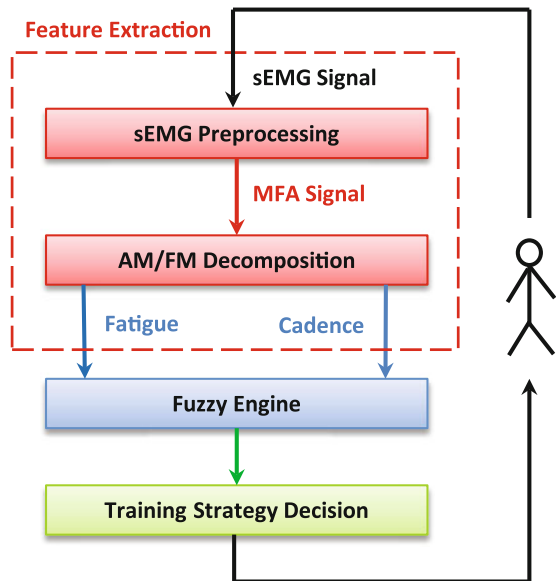 Feature Extraction
sEMG Signal
sEMG Preprocessing
MFA Signal
AM/FM Decomposition
Fatigue
Cadence
Fuzzy Engine
Training Strategy Decision